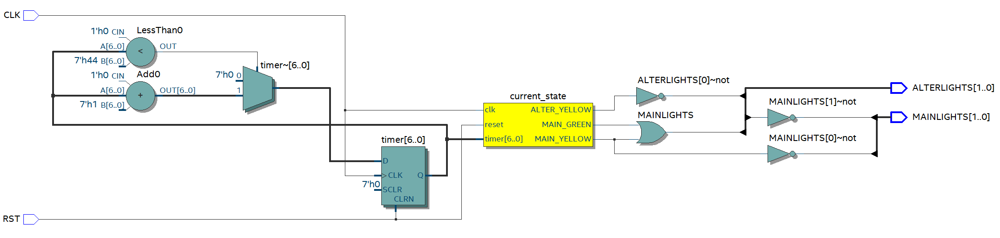 CLK
1'h0 CIN
LessThan0
A[6..0]
OUT
<
7'h44 B[6..0]
1'h0 CIN
Add0
A[6..0]
OUT[6..0]
+
7'h1 B[6..0]
timer~[6..0]
7'h0 0
1
timer[6..0]
D
CLK
Q
7'h0
SCLR
CLRN
RST
current_state
clk
ALTER_YELLOW
reset
MAIN_GREEN
timer[6..0]
MAIN_YELLOW
ALTERLIGHTS[0]~not
MAINLIGHTS
MAINLIGHTS[1]~not
MAINLIGHTS[0]~not
ALTERLIGHTS[1..0]
MAINLIGHTS[1..0]